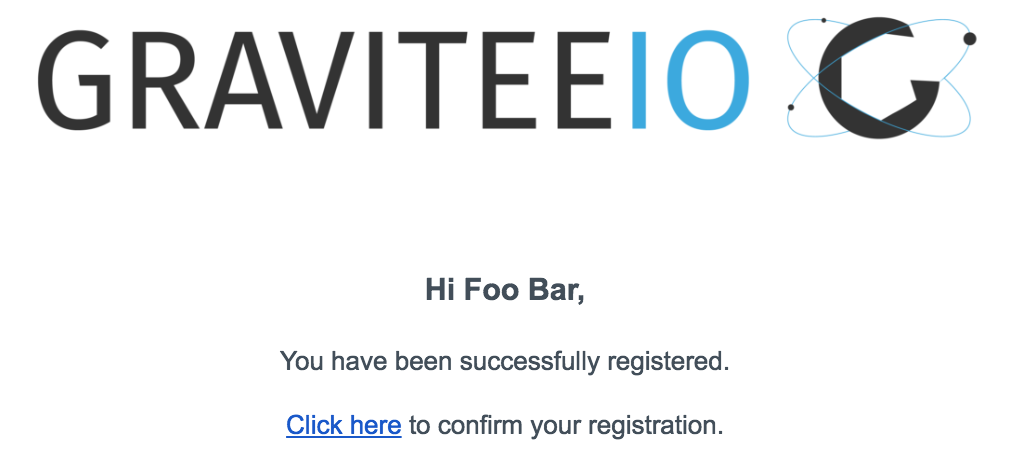 GRAVITEEIO
Hi Foo Bar,
You have been successfully registered.
Click here to confirm your registration.